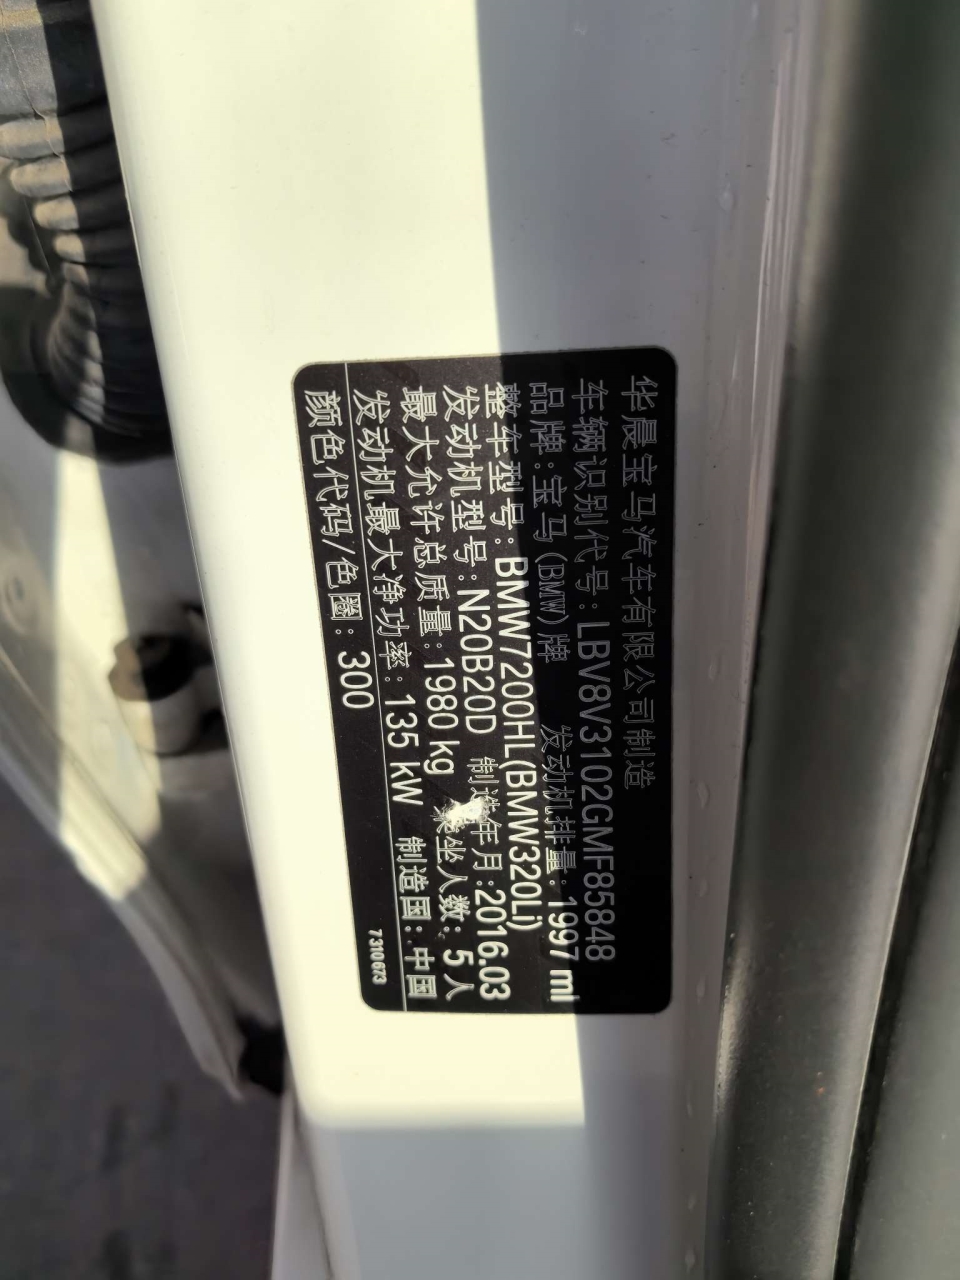 华晨宝马汽车有限公司制造
车辆识别代号:LBV8V3102GMF85848
品牌:宝马(BMW)牌 发动机排量:1997 ml
整车型号:BMW7200HL(BMW320Li)
发动机型号:N20B20D 制造年月:2016.03
最大允许总质量:1980 kg 乘坐人数:5人
发动机最大净功率:135 kW 制造国:中国
颜色代码/色圈:300
7310673